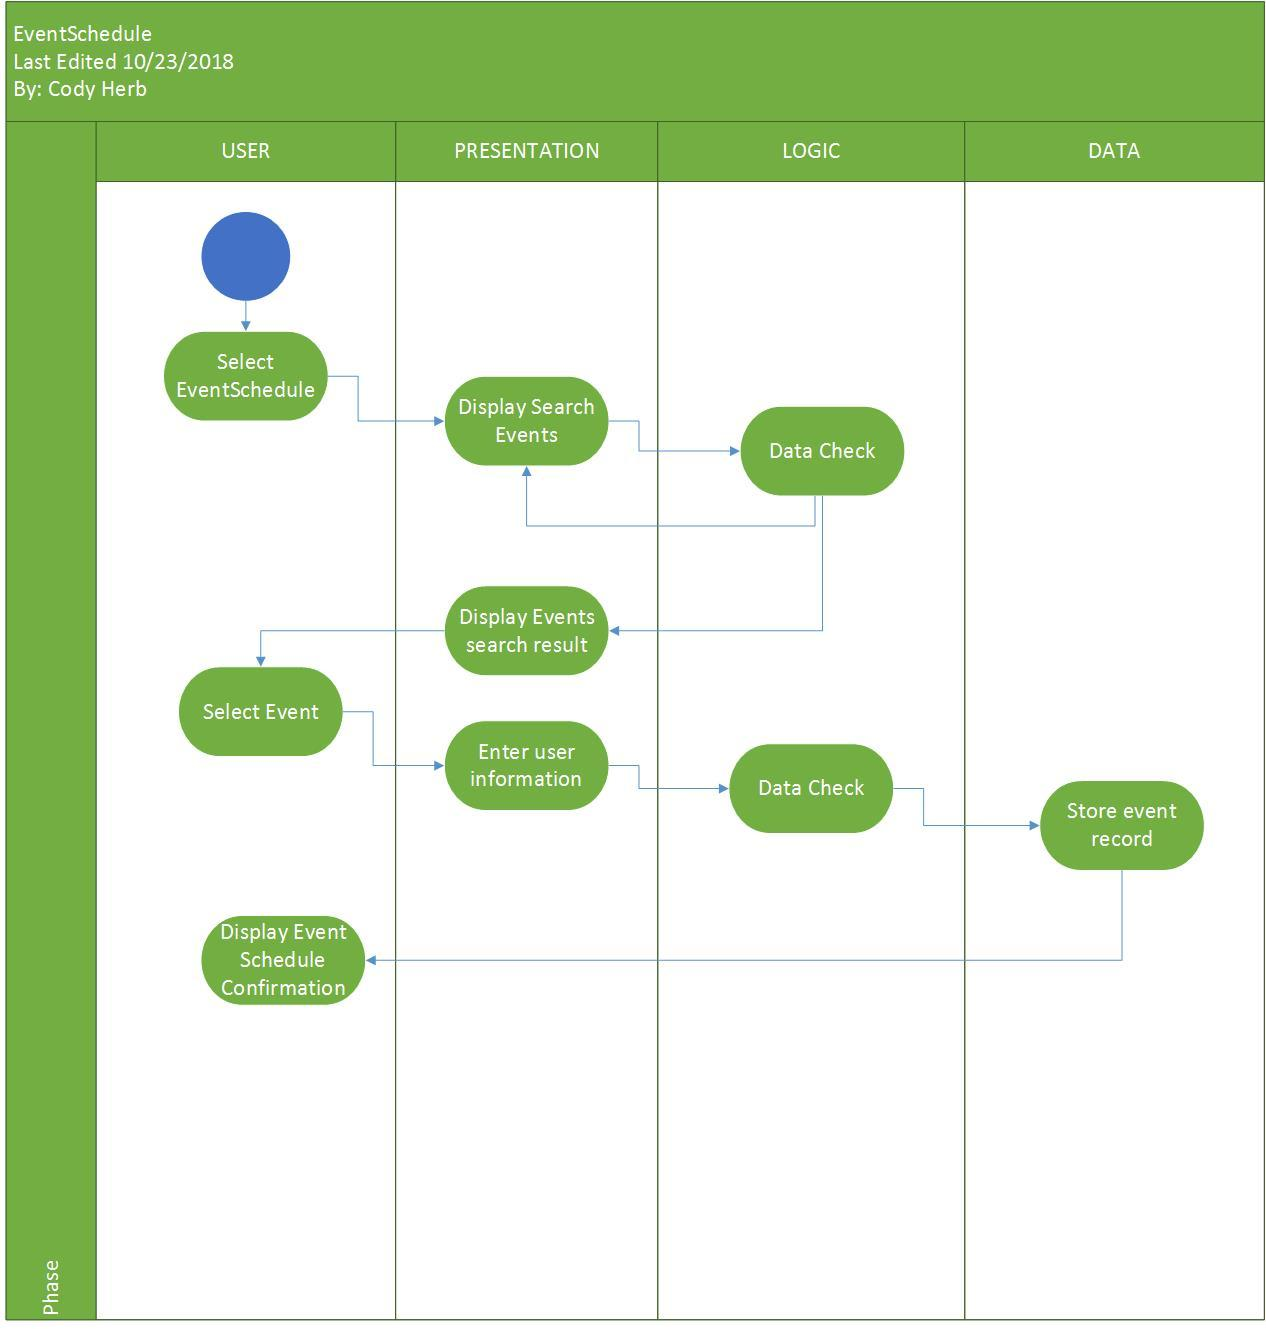 EventSchedule
Last Edited 10/23/2018
By: Cody Herb
USER
PRESENTATION
LOGIC
DATA
Select
EventSchedule
Display Search
Events
Data Check
Display Events
search result
Select Event
Enter user
information
Data Check
Store event
record
Display Event
Schedule
Confirmation
Phase